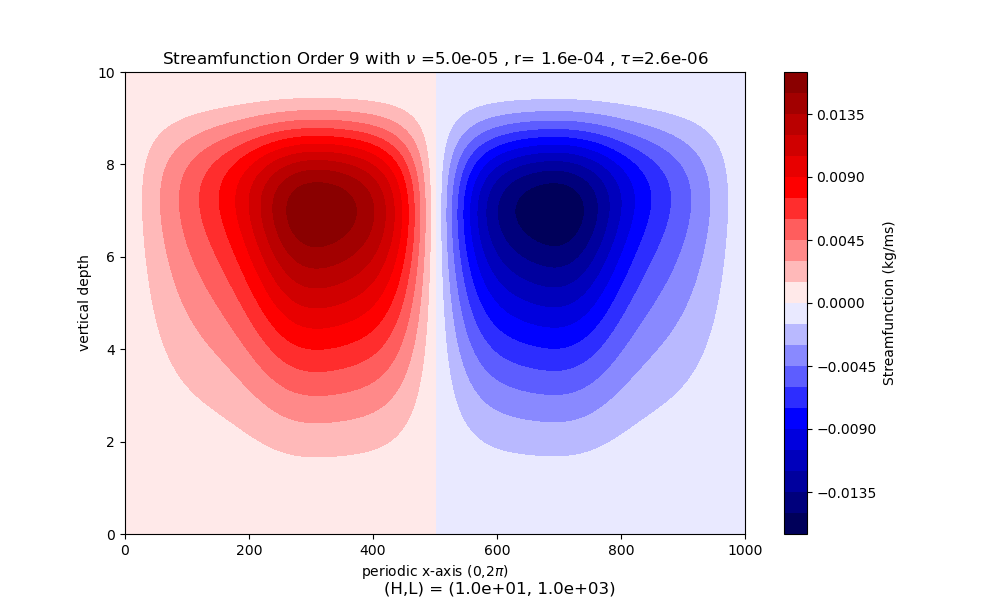 Streamfunction Order 9 with ν =5.0e-05 , r= 1.6e-04 , τ=2.6e-06
10
8
6
4
2
0
vertical depth
0 200 400 600 800 1000
periodic x-axis (0,2π)
(H,L) = (1.0e+01, 1.0e+03)
0.0135
0.0090
0.0045
0.0000
−0.0045
−0.0090
−0.0135
Streamfunction (kg/ms)